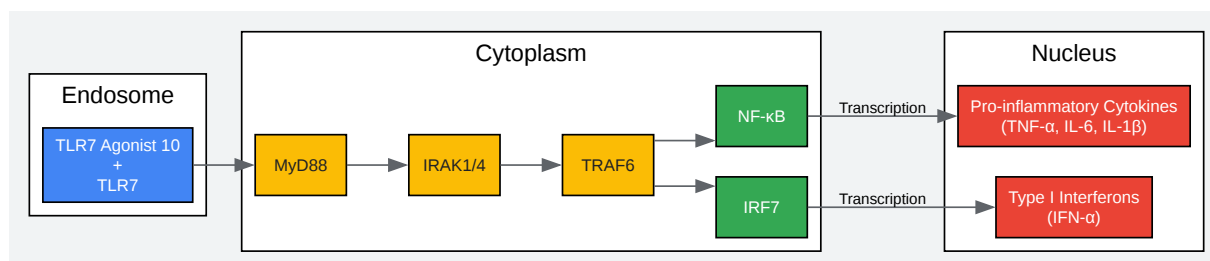 Endosome
TLR7 Agonist 10
+
TLR7
Cytoplasm
MyD88
IRAK1/4
TRAF6
NF-κB
IRF7
Transcription
Transcription
Nucleus
Pro-inflammatory Cytokines
(TNF-α, IL-6, IL-1β)
Type I Interferons
(IFN-α)